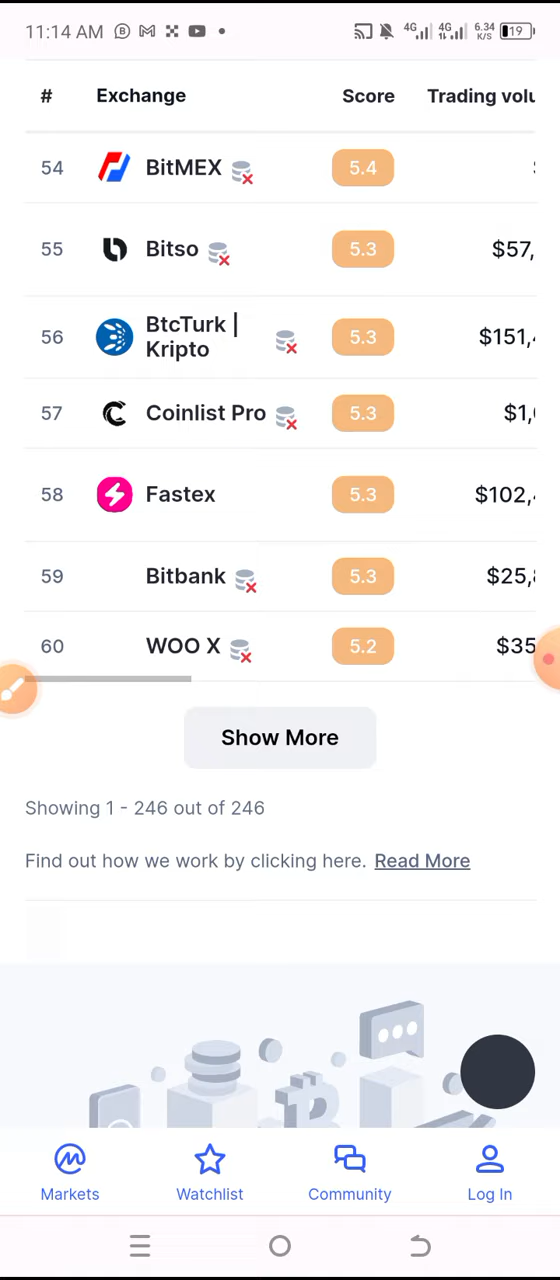 11:14 AM 4G 4G 6.34 K/S 19
# Exchange Score Trading volu
54 BitMEX 5.4
55 Bitso 5.3 $57,
56 BtcTurk | Kripto 5.3 $151,
57 Coinlist Pro 5.3 $1,
58 Fastex 5.3 $102,
59 Bitbank 5.3 $25,
60 WOO X 5.2 $35
Show More
Showing 1 - 246 out of 246
Find out how we work by clicking here. Read More
Markets Watchlist Community Log In